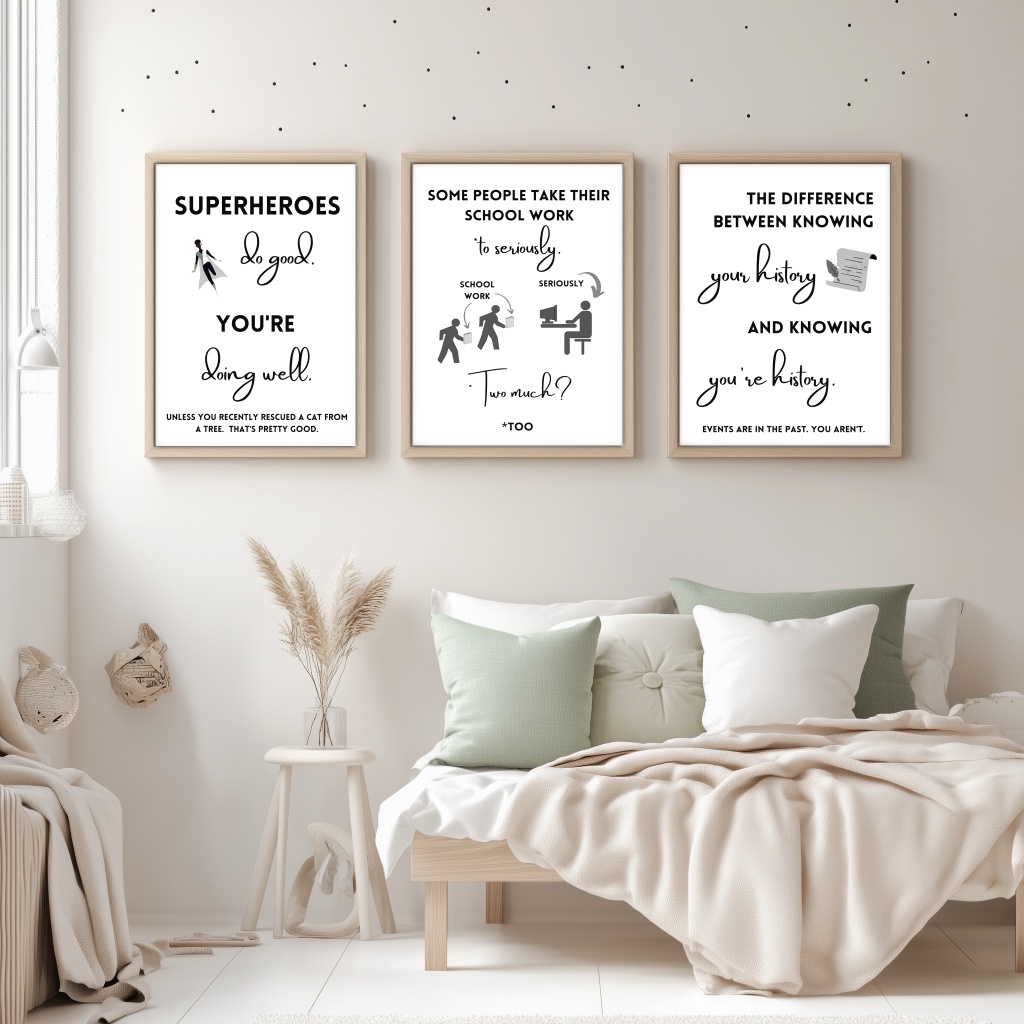 SUPERHEROES
do good.
YOU'RE
doing well.
UNLESS YOU RECENTLY RESCUED A CAT FROM
A TREE. THAT'S PRETTY GOOD.
SOME PEOPLE TAKE THEIR
SCHOOL WORK
*to seriously.
SCHOOL
WORK
SERIOUSLY
*Two much?
*TOO
THE DIFFERENCE
BETWEEN KNOWING
your history
AND KNOWING
you're history.
EVENTS ARE IN THE PAST. YOU AREN'T.